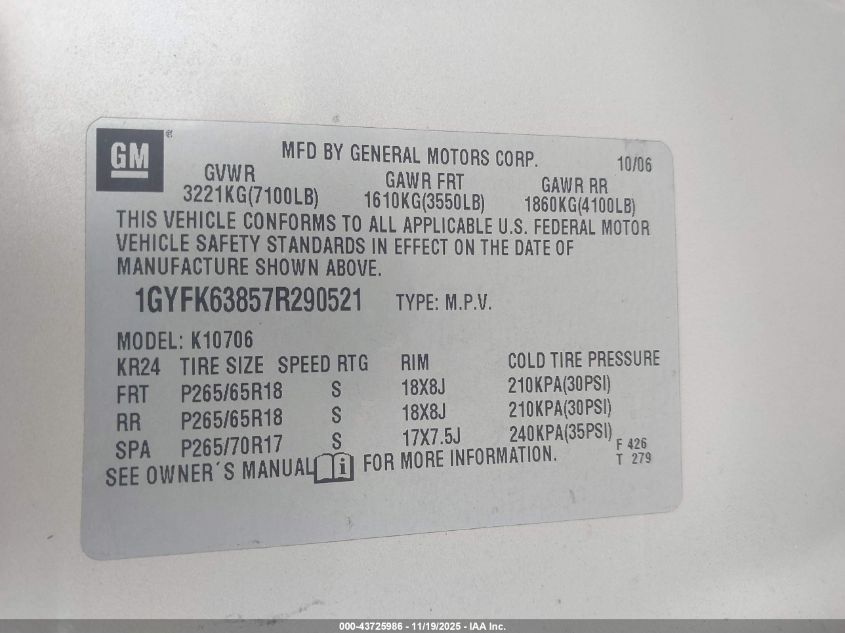 GM ®
MFD BY GENERAL MOTORS CORP. 10/06
GVWR GAWR FRT GAWR RR
3221KG(7100LB) 1610KG(3550LB) 1860KG(4100LB)
THIS VEHICLE CONFORMS TO ALL APPLICABLE U.S. FEDERAL MOTOR
VEHICLE SAFETY STANDARDS IN EFFECT ON THE DATE OF
MANUFACTURE SHOWN ABOVE.
1GYFK63857R290521 TYPE: M.P.V.
MODEL: K10706
KR24 TIRE SIZE SPEED RTG RIM COLD TIRE PRESSURE
FRT P265/65R18 S 18X8J 210KPA(30PSI)
RR P265/65R18 S 18X8J 210KPA(30PSI)
SPA P265/70R17 S 17X7.5J 240KPA(35PSI)
F 426
T 279
SEE OWNER´S MANUAL i FOR MORE INFORMATION.
000-43725986 - 11/19/2025 - IAA Inc.